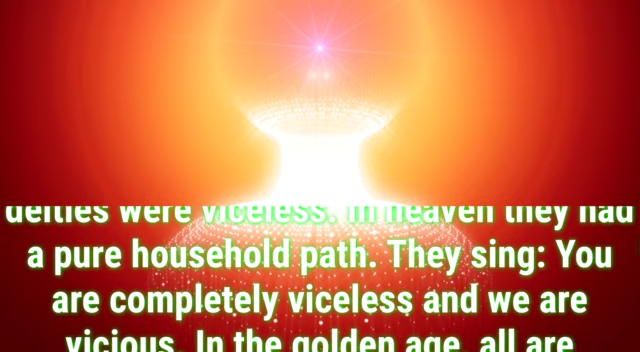 deities were viceless. In heaven they had
a pure household path. They sing: You
are completely viceless and we are
vicious. In the golden age, all are